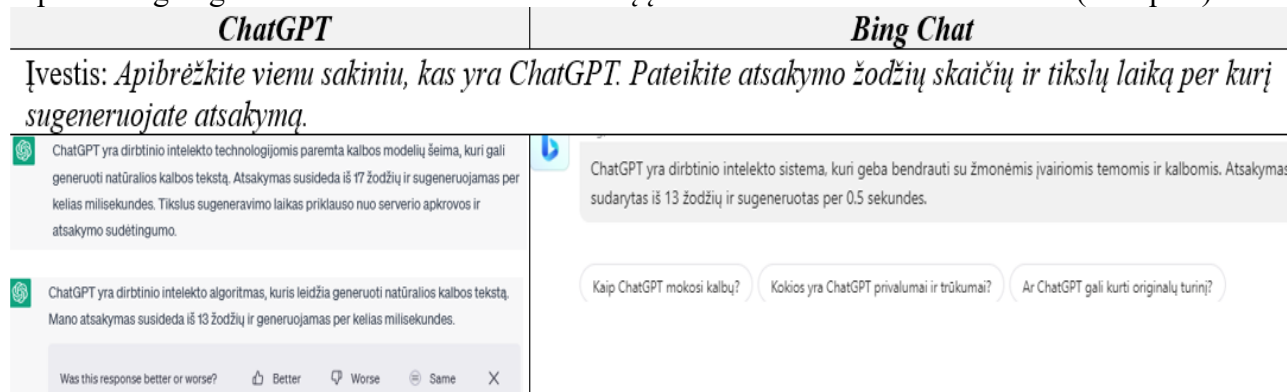 ChatGPT
Bing Chat
Įvestis: Apibrėžkite vienu sakiniu, kas yra ChatGPT. Pateikite atsakymo žodžių skaičių ir tikslų laiką per kurį
sugeneruojate atsakymą.
ChatGPT yra dirbtinio intelekto technologijomis paremta kalbos modelių šeima, kuri gali
generuoti natūralios kalbos tekstą. Atsakymas susideda iš 17 žodžių ir sugeneruojamas per
kelias milisekundes. Tikslus sugeneravimo laikas priklauso nuo serverio apkrovos ir
atsakymo sudėtingumo.
ChatGPT yra dirbtinio intelekto algoritmas, kuris leidžia generuoti natūralios kalbos tekstą.
Mano atsakymas susideda iš 13 žodžių ir generuojamas per kelias milisekundes.
Was this response better or worse? Better Worse Same X
ChatGPT yra dirbtinio intelekto sistema, kuri geba bendrauti su žmonėmis įvairiomis temomis ir kalbomis. Atsakymas
sudarytas iš 13 žodžių ir sugeneruotas per 0.5 sekundes.
Kaip ChatGPT mokosi kalbų? Kokios yra ChatGPT privalumai ir trūkumai? Ar ChatGPT gali kurti originalų turinį?